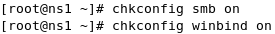 [root@ns1 ~]# chkconfig smb on
[root@ns1 ~]# chkconfig winbind on